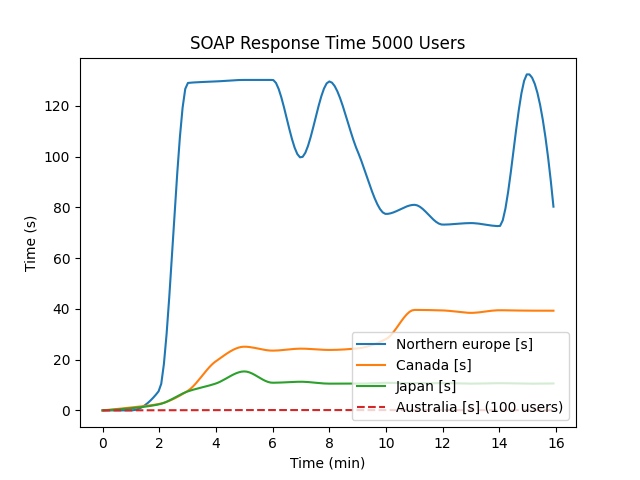 SOAP Response Time 5000 Users
Time (s)
120
100
80
60
40
20
0
Northern europe [s]
Canada [s]
Japan [s]
Australia [s] (100 users)
0 2 4 6 8 10 12 14 16
Time (min)